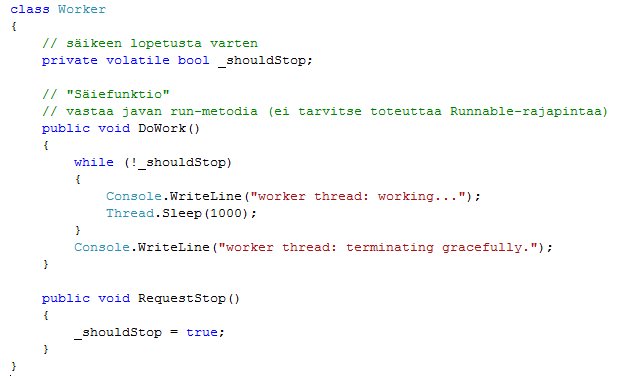 class Worker
{
    // säikeen lopetusta varten
    private volatile bool _shouldStop;

    // "Säiefunktio"
    // vastaa javan run-metodia (ei tarvitse toteuttaa Runnable-rajapintaa)
    public void DoWork()
    {
        while (!_shouldStop)
        {
            Console.WriteLine("worker thread: working...");
            Thread.Sleep(1000);
        }
        Console.WriteLine("worker thread: terminating gracefully.");
    }

    public void RequestStop()
    {
        _shouldStop = true;
    }
}